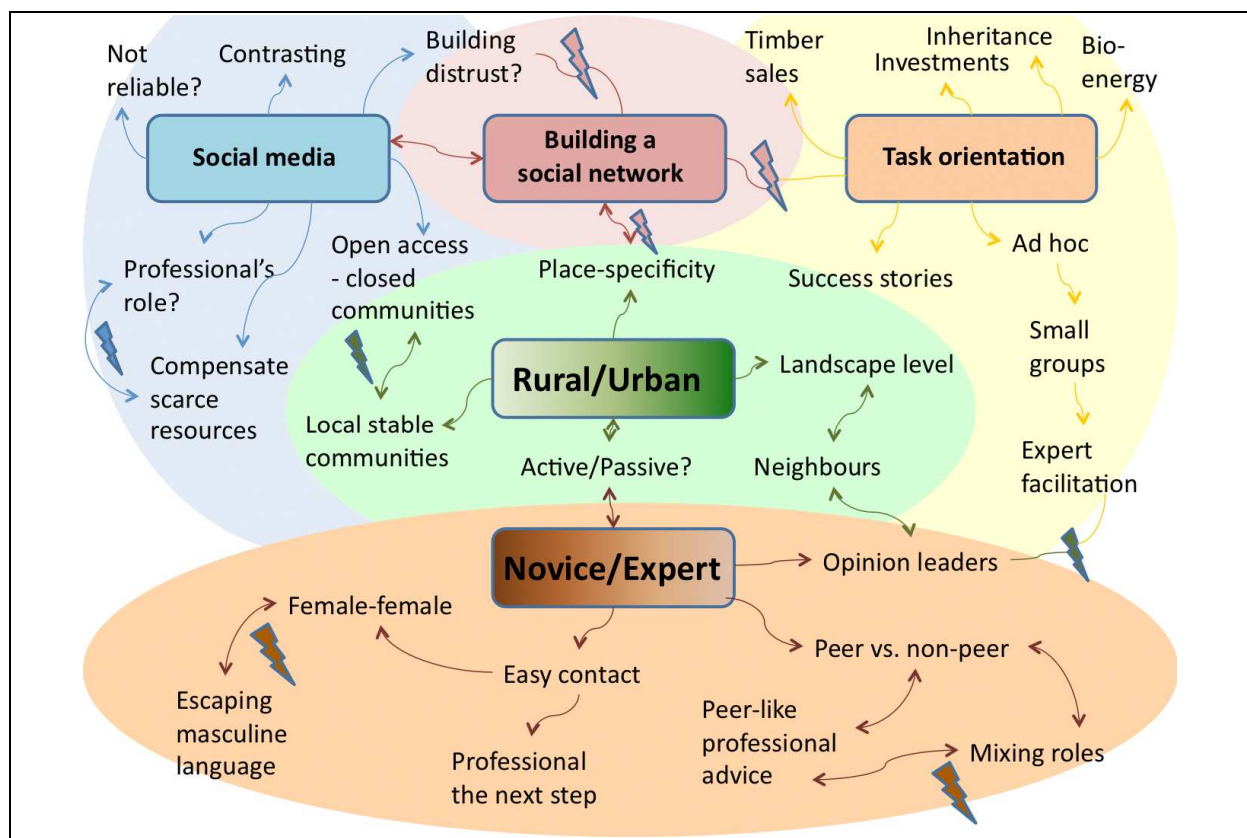 Not
reliable?
Contrasting
Building
distrust?
Timber
sales
Inheritance
Investments
Bio-
energy
Social media
Building a
social network
Task orientation
Professional's
role?
Open access
- closed
communities
Place-specificity
Success stories
Ad hoc
Compensate
scarce
resources
Small
groups
Rural/Urban
Landscape level
Local stable
communities
Active/Passive?
Neighbours
Expert
facilitation
Novice/Expert
Opinion leaders
Female-female
Easy contact
Peer vs. non-peer
Escaping
masculine
language
Professional
the next step
Peer-like
professional
advice
Mixing roles